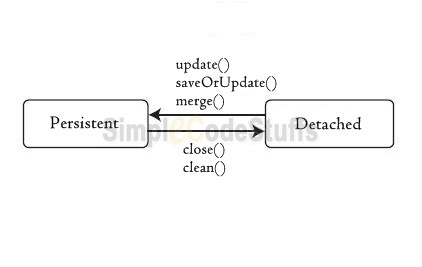 update()
saveOrUpdate()
merge()
Persistent
Detached
SimpleCodeStuffs
close()
clean()